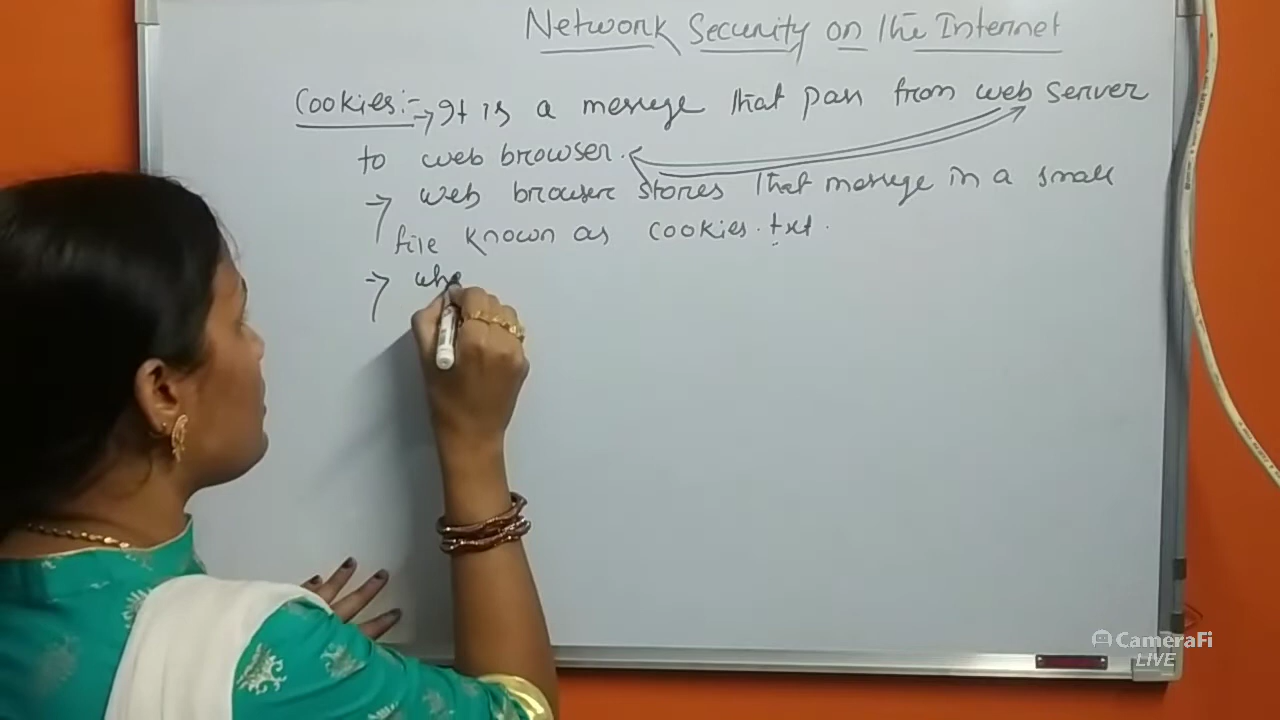 Network Security on The Internet
Cookies:- → It is a message that pass from web server
to web browser.
→ web browser stores that message in a small
file known as cookies.txt.
→ whe
CameraFi
LIVE